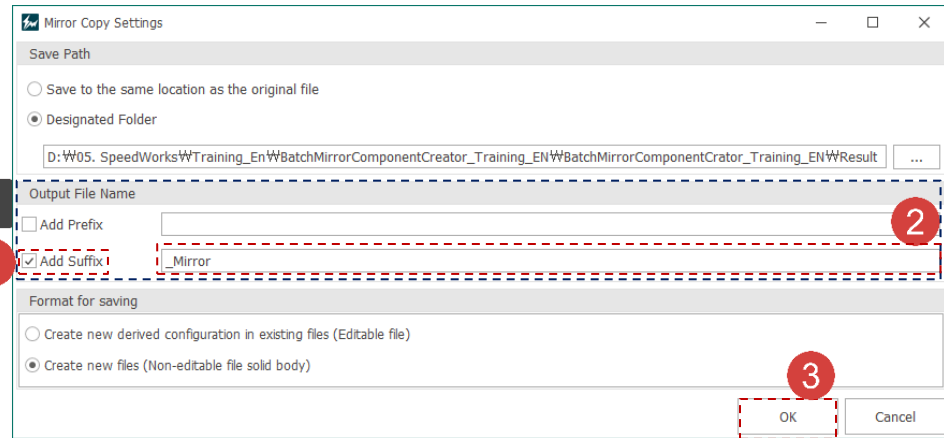 Mirror Copy Settings
Save Path
Save to the same location as the original file
Designated Folder
D:₩05. SpeedWorks₩Training_En₩BatchMirrorComponentCreator_Training_EN₩BatchMirrorComponentCrator_Training_EN₩Result ...
Output File Name
Add Prefix
2
Add Suffix _Mirror
Format for saving
Create new derived configuration in existing files (Editable file)
Create new files (Non-editable file solid body)
3
OK Cancel